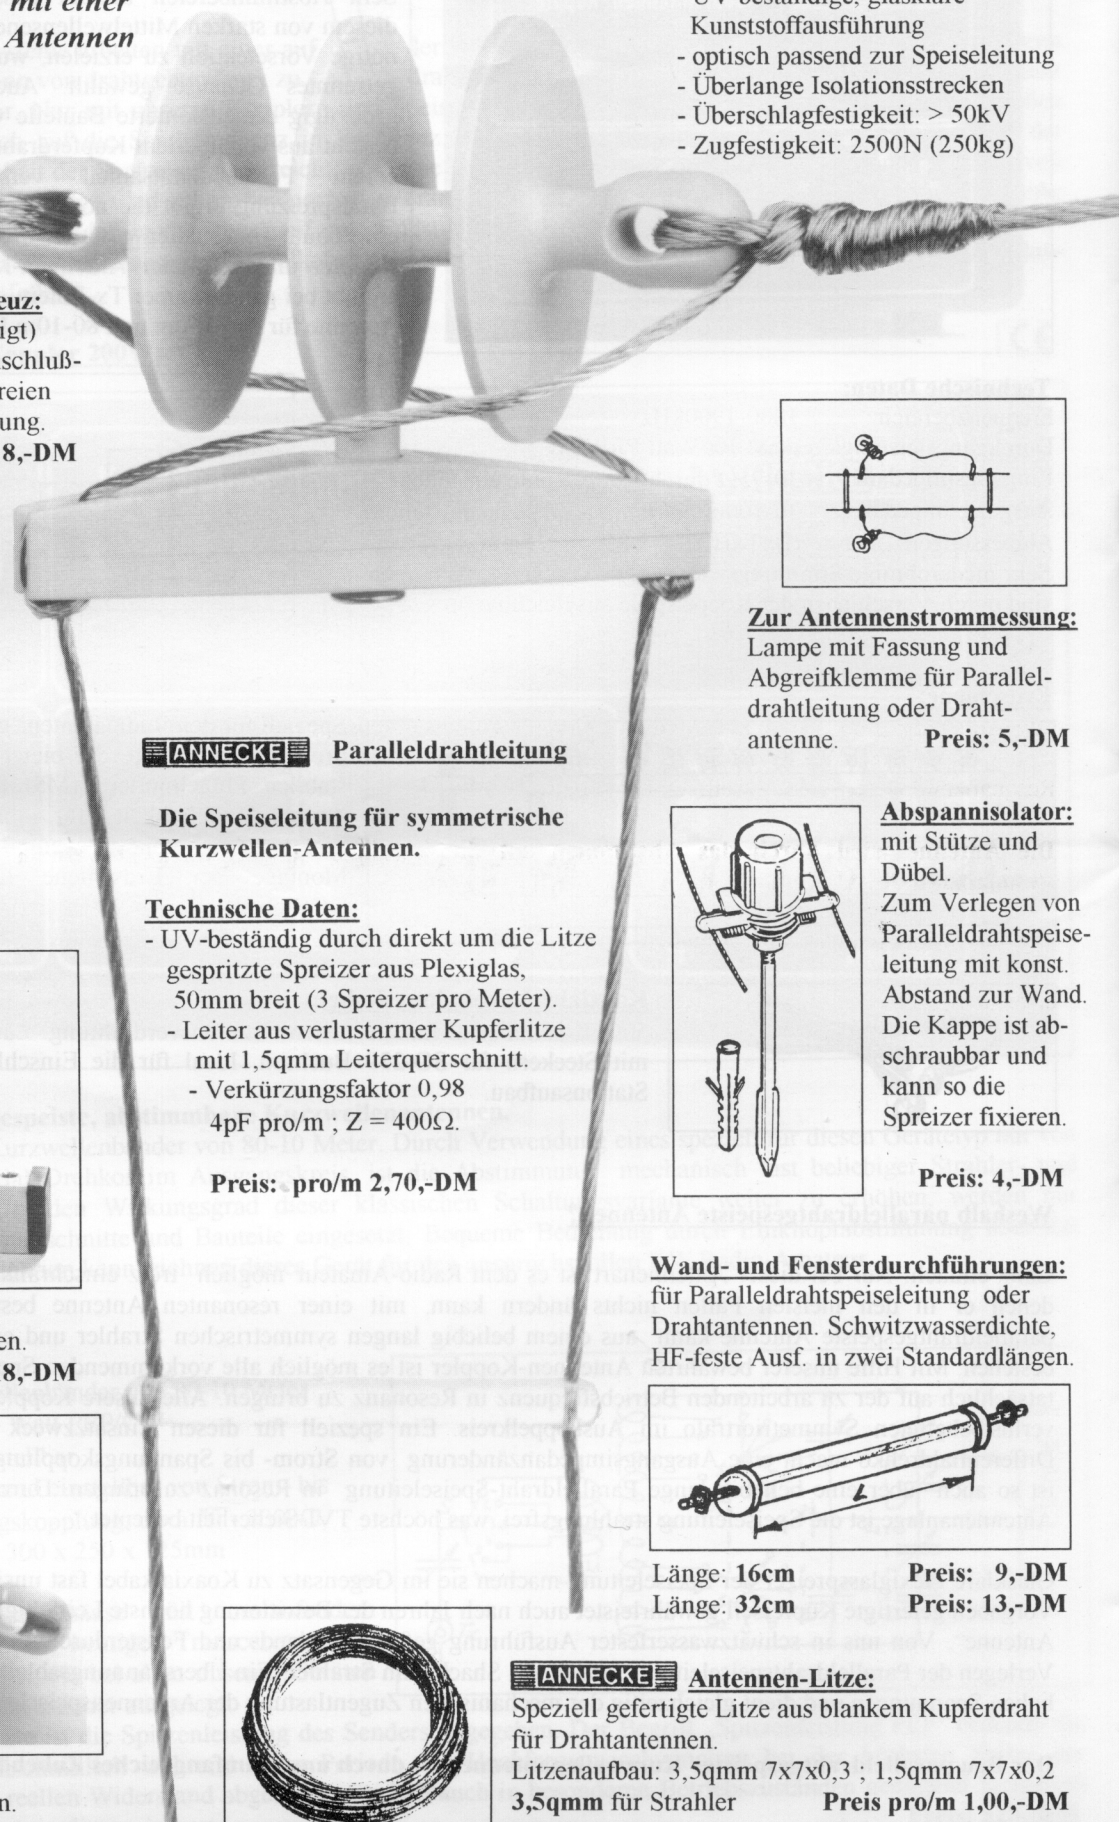 mit einer
Antennen
UV-beständige, glasklare
Kunststoffausführung
- optisch passend zur Speiseleitung
- Überlange Isolationsstrecken
- Überschlagfestigkeit: > 50kV
- Zugfestigkeit: 2500N (250kg)
euz:
igt)
schluß-
reien
ung.
8,-DM
Zur Antennenstrommessung:
Lampe mit Fassung und
Abgreifklemme für Parallel-
drahtleitung oder Draht-
antenne. Preis: 5,-DM
ANNECKE Paralleldrahtleitung
Die Speiseleitung für symmetrische
Kurzwellen-Antennen.
Technische Daten:
- UV-beständig durch direkt um die Litze
gespritzte Spreizer aus Plexiglas,
50mm breit (3 Spreizer pro Meter).
- Leiter aus verlustarmer Kupferlitze
mit 1,5qmm Leiterquerschnitt.
- Verkürzungsfaktor 0,98
4pF pro/m ; Z = 400Ω.
Preis: pro/m 2,70,-DM
Abspannisolator:
mit Stütze und
Dübel.
Zum Verlegen von
Paralleldrahtspeise-
leitung mit konst.
Abstand zur Wand.
Die Kappe ist ab-
schraubbar und
kann so die
Spreizer fixieren.
Preis: 4,-DM
en.
8,-DM
Wand- und Fensterdurchführungen:
für Paralleldrahtspeiseleitung oder
Drahtantennen. Schwitzwasserdichte,
HF-feste Ausf. in zwei Standardlängen.
L
Länge: 16cm Preis: 9,-DM
Länge: 32cm Preis: 13,-DM
ANNECKE Antennen-Litze:
Speziell gefertigte Litze aus blankem Kupferdraht
für Drahtantennen.
Litzenaufbau: 3,5qmm 7x7x0,3 ; 1,5qmm 7x7x0,2
3,5qmm für Strahler Preis pro/m 1,00,-DM
n.